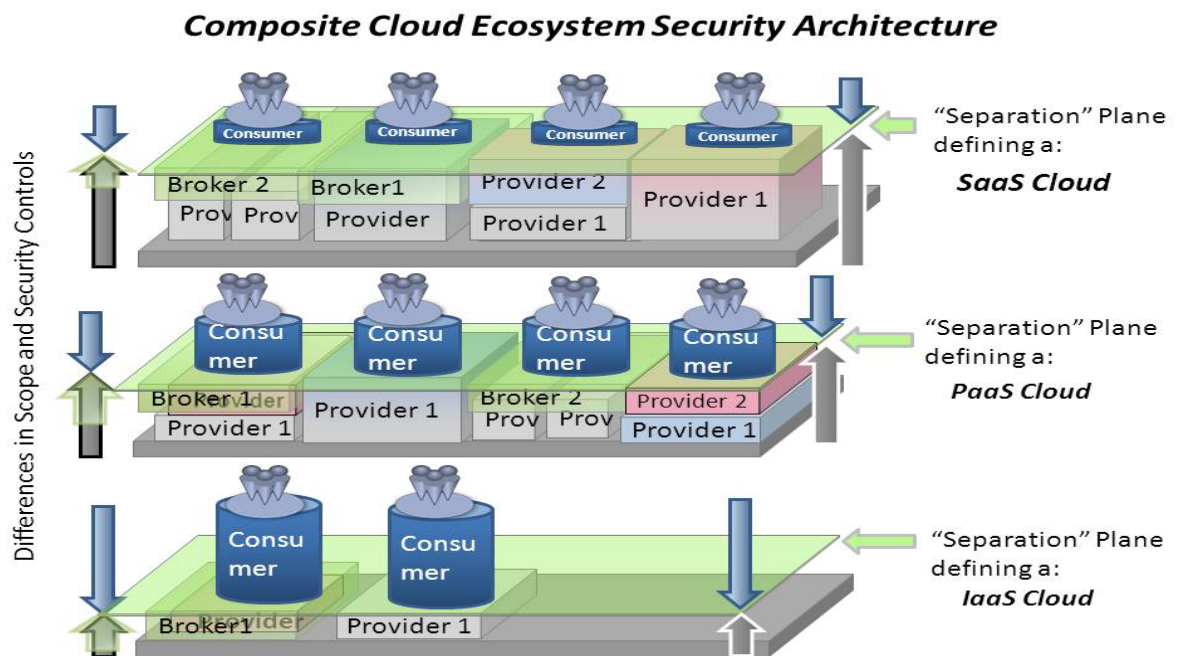 Composite Cloud Ecosystem Security Architecture
Differences in Scope and Security Controls
Consumer
Consumer
Consumer
Consumer
Broker 2
Prov
Prov
Broker1
Provider
Provider 2
Provider 1
Provider 1
“Separation” Plane
defining a:
SaaS Cloud
Consu
mer
Consu
mer
Consu
mer
Consu
mer
Broker 1
Provider
Provider 1
Provider 1
Broker 2
Prov
Prov
Provider 2
Provider 1
“Separation” Plane
defining a:
PaaS Cloud
Consu
mer
Consu
mer
Provider
Broker1
Provider 1
“Separation” Plane
defining a:
IaaS Cloud